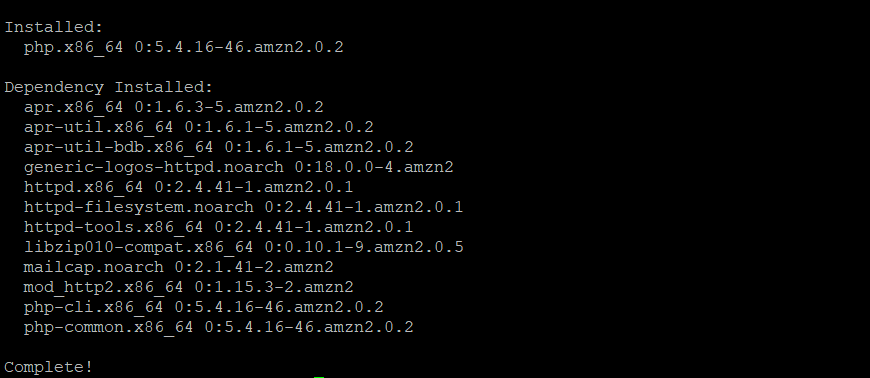 Installed:
php.x86_64 0:5.4.16-46.amzn2.0.2
Dependency Installed:
apr.x86_64 0:1.6.3-5.amzn2.0.2
apr-util.x86_64 0:1.6.1-5.amzn2.0.2
apr-util-bdb.x86_64 0:1.6.1-5.amzn2.0.2
generic-logos-httpd.noarch 0:18.0.0-4.amzn2
httpd.x86_64 0:2.4.41-1.amzn2.0.1
httpd-filesystem.noarch 0:2.4.41-1.amzn2.0.1
httpd-tools.x86_64 0:2.4.41-1.amzn2.0.1
libzip010-compat.x86_64 0:0.10.1-9.amzn2.0.5
mailcap.noarch 0:2.1.41-2.amzn2
mod_http2.x86_64 0:1.15.3-2.amzn2
php-cli.x86_64 0:5.4.16-46.amzn2.0.2
php-common.x86_64 0:5.4.16-46.amzn2.0.2
Complete!